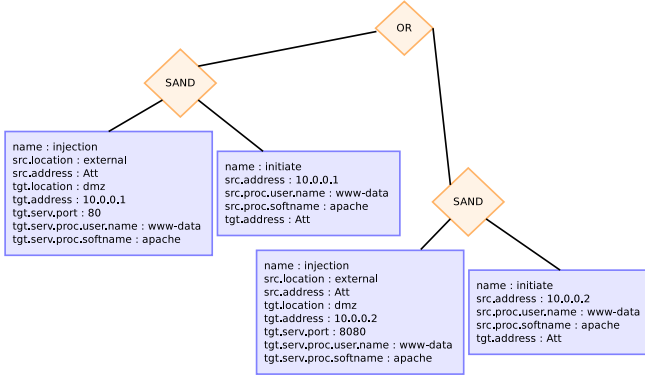 OR
SAND
name : injection
src.location : external
src.address : Att
tgt.location : dmz
tgt.address : 10.0.0.1
tgt.serv.port : 80
tgt.serv.proc.user.name : www-data
tgt.serv.proc.softname : apache
name : initiate
src.address : 10.0.0.1
src.proc.user.name : www-data
src.proc.softname : apache
tgt.address : Att
SAND
name : injection
src.location : external
src.address : Att
tgt.location : dmz
tgt.address : 10.0.0.2
tgt.serv.port : 8080
tgt.serv.proc.user.name : www-data
tgt.serv.proc.softname : apache
name : initiate
src.address : 10.0.0.2
src.proc.user.name : www-data
src.proc.softname : apache
tgt.address : Att